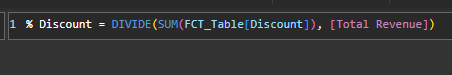 1 % Discount = DIVIDE(SUM(FCT_Table[Discount]), [Total Revenue])